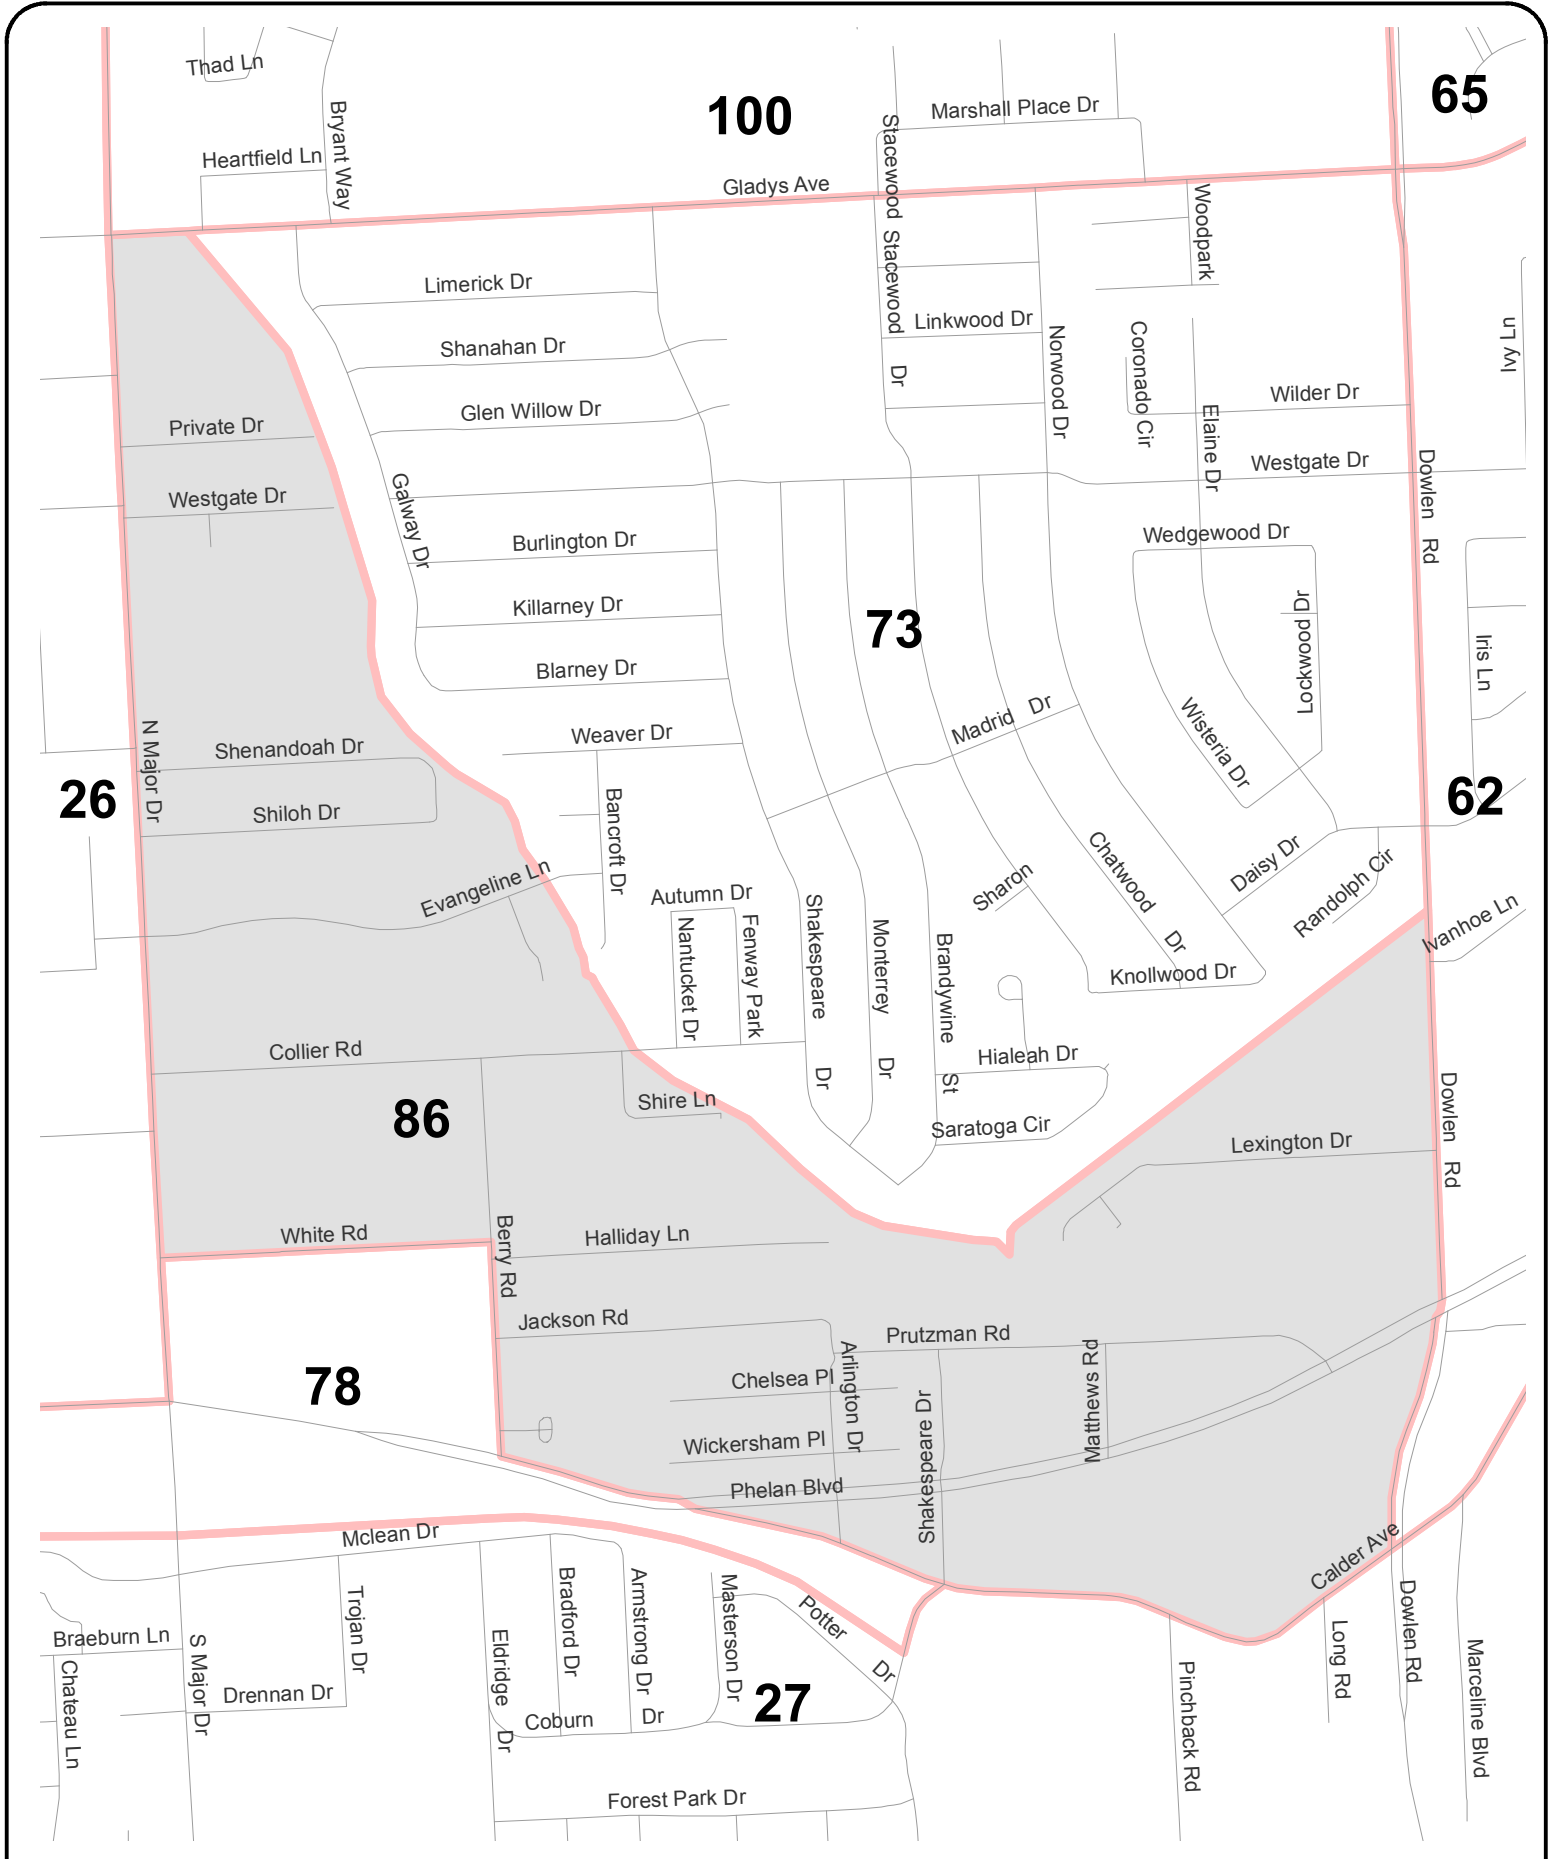 Thad Ln
Bryant Way
Heartfield Ln
100
Stacewood
Marshall Place Dr
65
Gladys Ave
Woodpark
Limerick Dr
Stacewood Dr
Linkwood Dr
Norwood Dr
Coronado Cir
Ivy Ln
Shanahan Dr
Wilder Dr
Glen Willow Dr
Elaine Dr
Private Dr
Westgate Dr
Dowlen Rd
Westgate Dr
Galway Dr
Burlington Dr
Wedgewood Dr
Killarney Dr
73
Lockwood Dr
Iris Ln
Blarney Dr
Madrid Dr
Wisteria Dr
Weaver Dr
N Major Dr
Shenandoah Dr
26
62
Shiloh Dr
Bancroft Dr
Evangeline Ln
Autumn Dr
Sharon
Chatwood Dr
Daisy Dr
Randolph Cir
Ivanhoe Ln
Nantucket Dr
Fenway Park
Shakespeare Dr
Monterrey Dr
Brandywine St
Knollwood Dr
Collier Rd
Hialeah Dr
Shire Ln
86
Saratoga Cir
Dowlen Rd
Lexington Dr
White Rd
Berry Rd
Halliday Ln
Jackson Rd
Prutzman Rd
78
Chelsea Pl
Arlington Dr
Matthews Rd
Shakespeare Dr
Wickersham Pl
Phelan Blvd
Mclean Dr
Calder Ave
Trojan Dr
Bradford Dr
Armstrong Dr
Masterson Dr
Potter Dr
Dowlen Rd
Braeburn Ln
S Major Dr
Eldridge Dr
Long Rd
Marceline Blvd
Chateau Ln
Drennan Dr
Coburn Dr
27
Pinchback Rd
Forest Park Dr